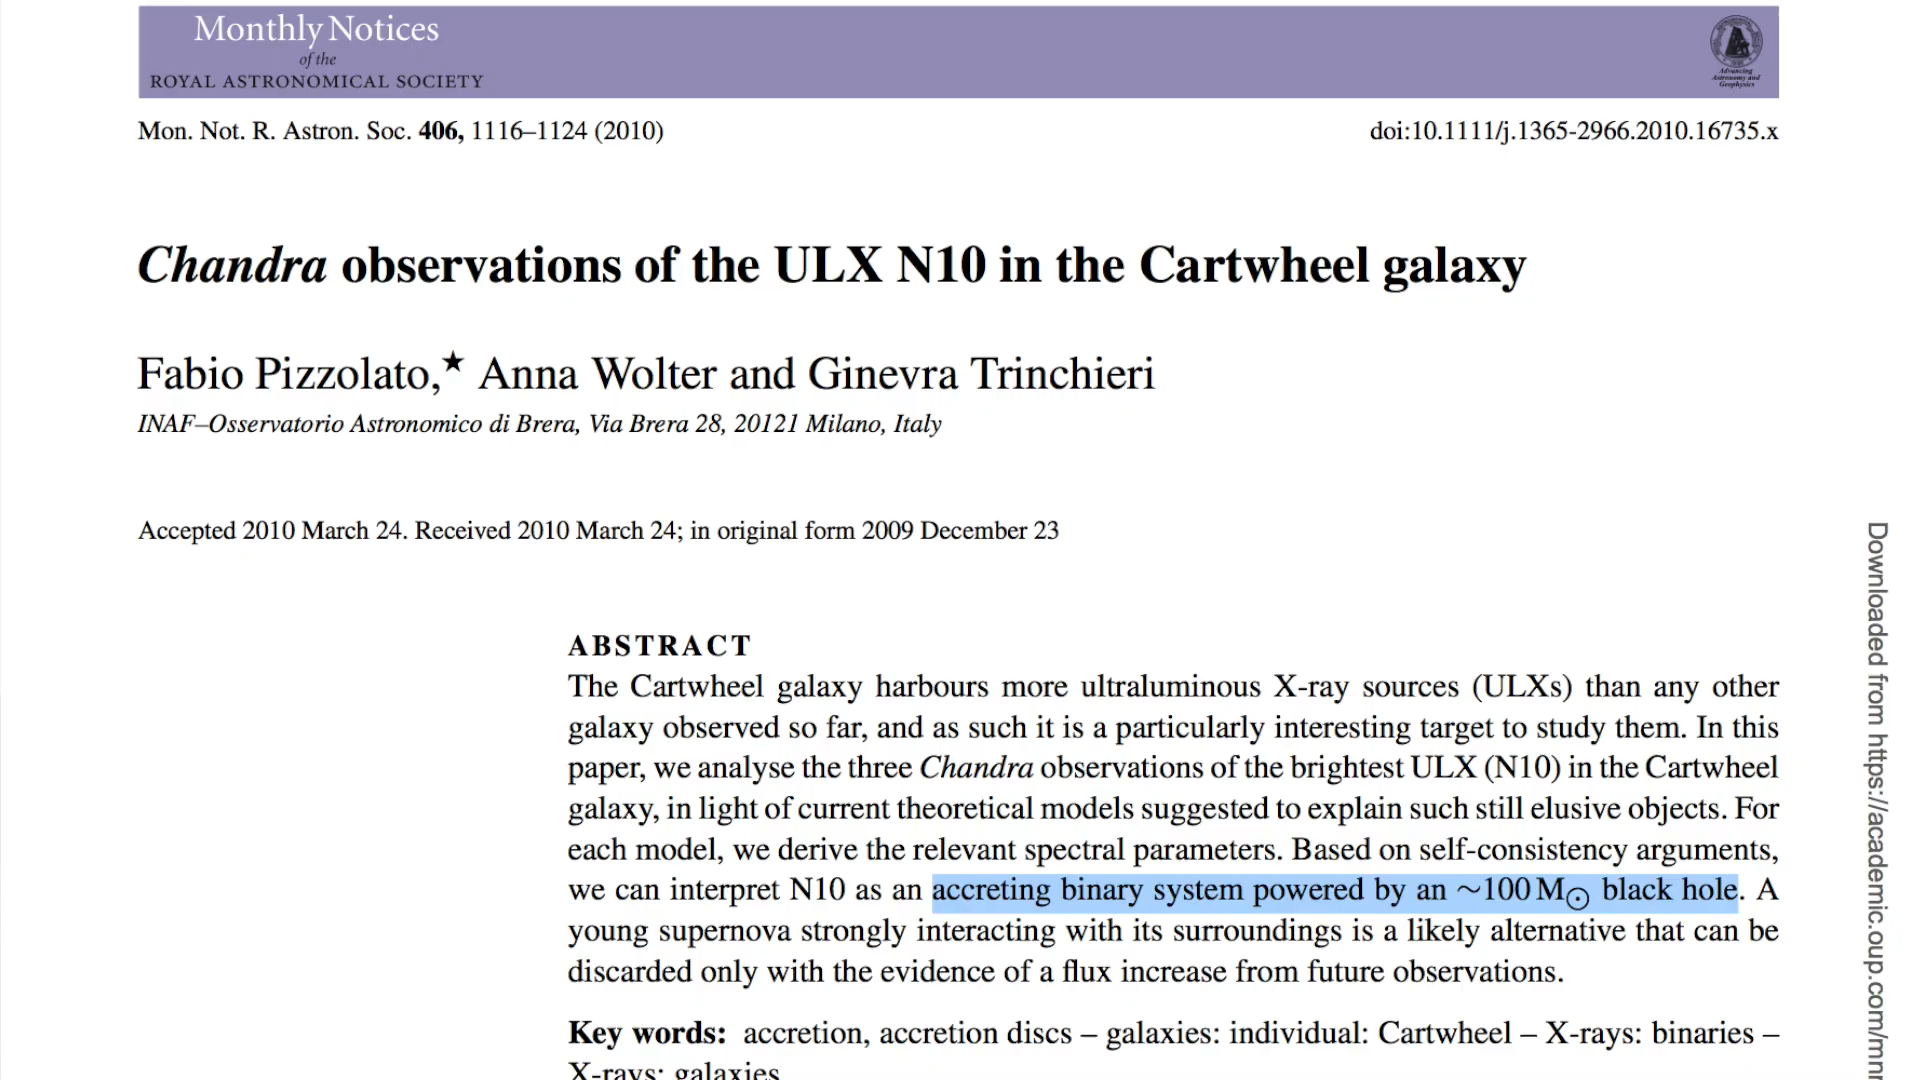 Monthly Notices
of the
ROYAL ASTRONOMICAL SOCIETY
Advancing
Astronomy and
Geophysics
Mon. Not. R. Astron. Soc. 406, 1116–1124 (2010)
doi:10.1111/j.1365-2966.2010.16735.x
Chandra observations of the ULX N10 in the Cartwheel galaxy
Fabio Pizzolato,★ Anna Wolter and Ginevra Trinchieri
INAF–Osservatorio Astronomico di Brera, Via Brera 28, 20121 Milano, Italy
Accepted 2010 March 24. Received 2010 March 24; in original form 2009 December 23
ABSTRACT
The Cartwheel galaxy harbours more ultraluminous X-ray sources (ULXs) than any other
galaxy observed so far, and as such it is a particularly interesting target to study them. In this
paper, we analyse the three Chandra observations of the brightest ULX (N10) in the Cartwheel
galaxy, in light of current theoretical models suggested to explain such still elusive objects. For
each model, we derive the relevant spectral parameters. Based on self-consistency arguments,
we can interpret N10 as an accreting binary system powered by an ~100 M⊙ black hole. A
young supernova strongly interacting with its surroundings is a likely alternative that can be
discarded only with the evidence of a flux increase from future observations.
Key words: accretion, accretion discs – galaxies: individual: Cartwheel – X-rays: binaries –
X-rays: galaxies
Downloaded from https://academic.oup.com/mnr